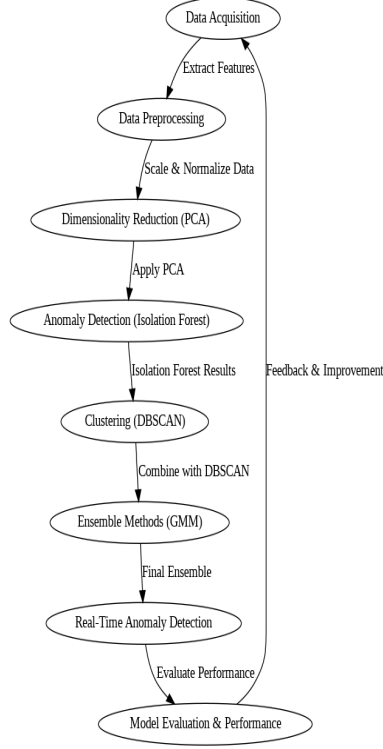 Data Acquisition
Extract Features
Data Preprocessing
Scale & Normalize Data
Dimensionality Reduction (PCA)
Apply PCA
Anomaly Detection (Isolation Forest)
Isolation Forest Results
Feedback & Improvement
Clustering (DBSCAN)
Combine with DBSCAN
Ensemble Methods (GMM)
Final Ensemble
Real-Time Anomaly Detection
Evaluate Performance
Model Evaluation & Performance